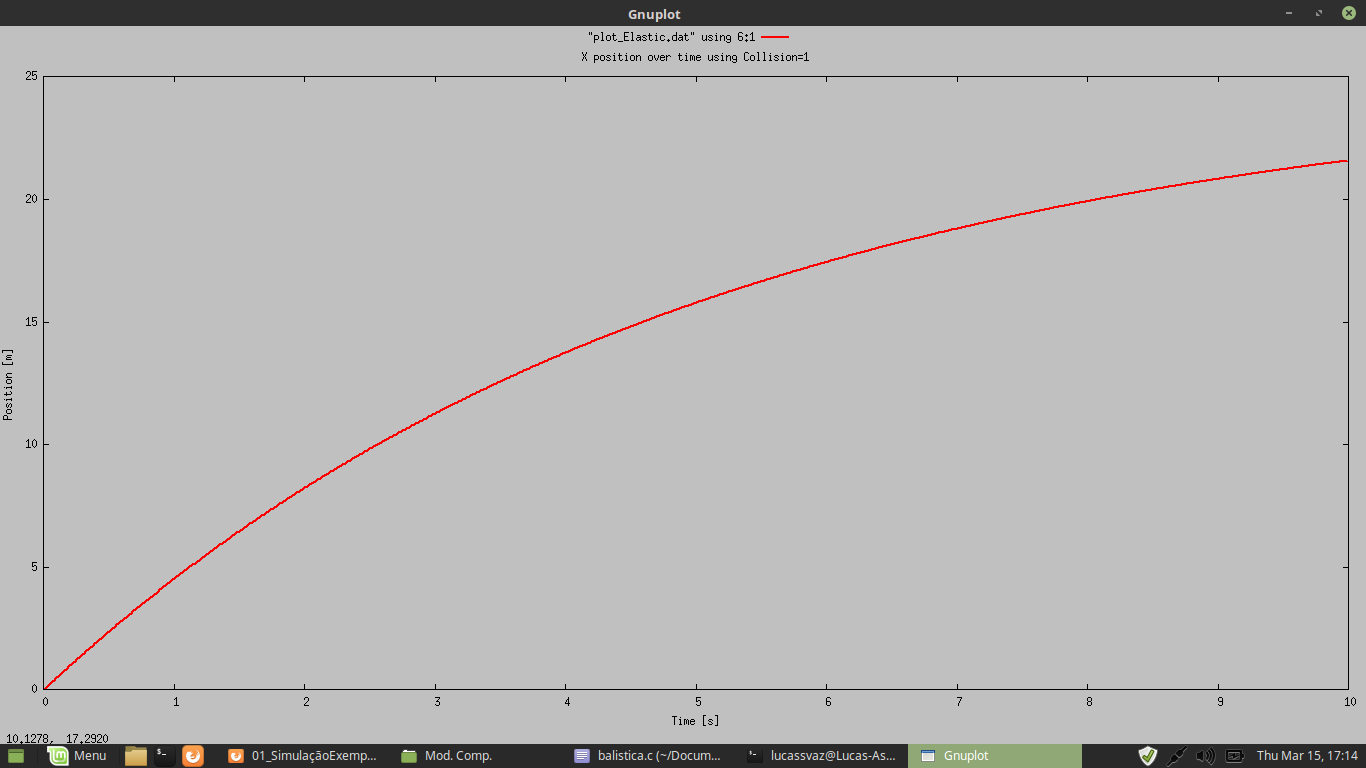 Gnuplot
"plot_Elastic.dat" using 6:1
X position over time using Collision=1
25
20
15
10
5
0
Position [m]
0 1 2 3 4 5 6 7 8 9 10
Time [s]
10.1278, 17.2920
Menu 01_SimulaçãoExemp... Mod. Comp. balistica.c (~/Docum... lucassvaz@Lucas-As... Gnuplot Thu Mar 15, 17:14